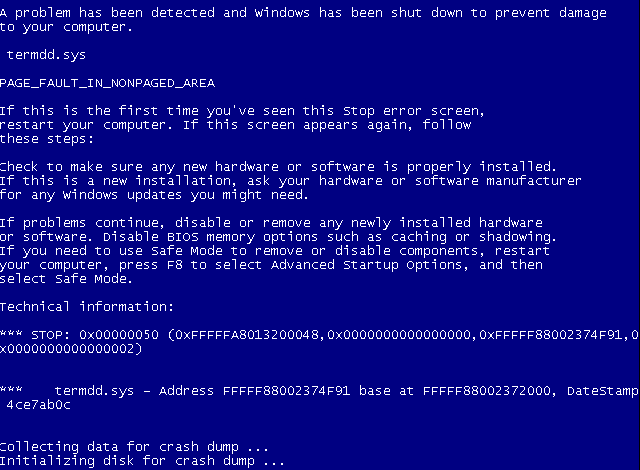 A problem has been detected and Windows has been shut down to prevent damage
to your computer.
termdd.sys
PAGE_FAULT_IN_NONPAGED_AREA
If this is the first time you've seen this Stop error screen,
restart your computer. If this screen appears again, follow
these steps:
Check to make sure any new hardware or software is properly installed.
If this is a new installation, ask your hardware or software manufacturer
for any Windows updates you might need.
If problems continue, disable or remove any newly installed hardware
or software. Disable BIOS memory options such as caching or shadowing.
If you need to use Safe Mode to remove or disable components, restart
your computer, press F8 to select Advanced Startup Options, and then
select Safe Mode.
Technical information:
*** STOP: 0x00000050 (0xFFFFFA8013200048,0x0000000000000000,0xFFFFF88002374F91,0
x0000000000000002)
***    termdd.sys - Address FFFFF88002374F91 base at FFFFF88002372000, DateStamp
4ce7ab0c
Collecting data for crash dump ...
Initializing disk for crash dump ...